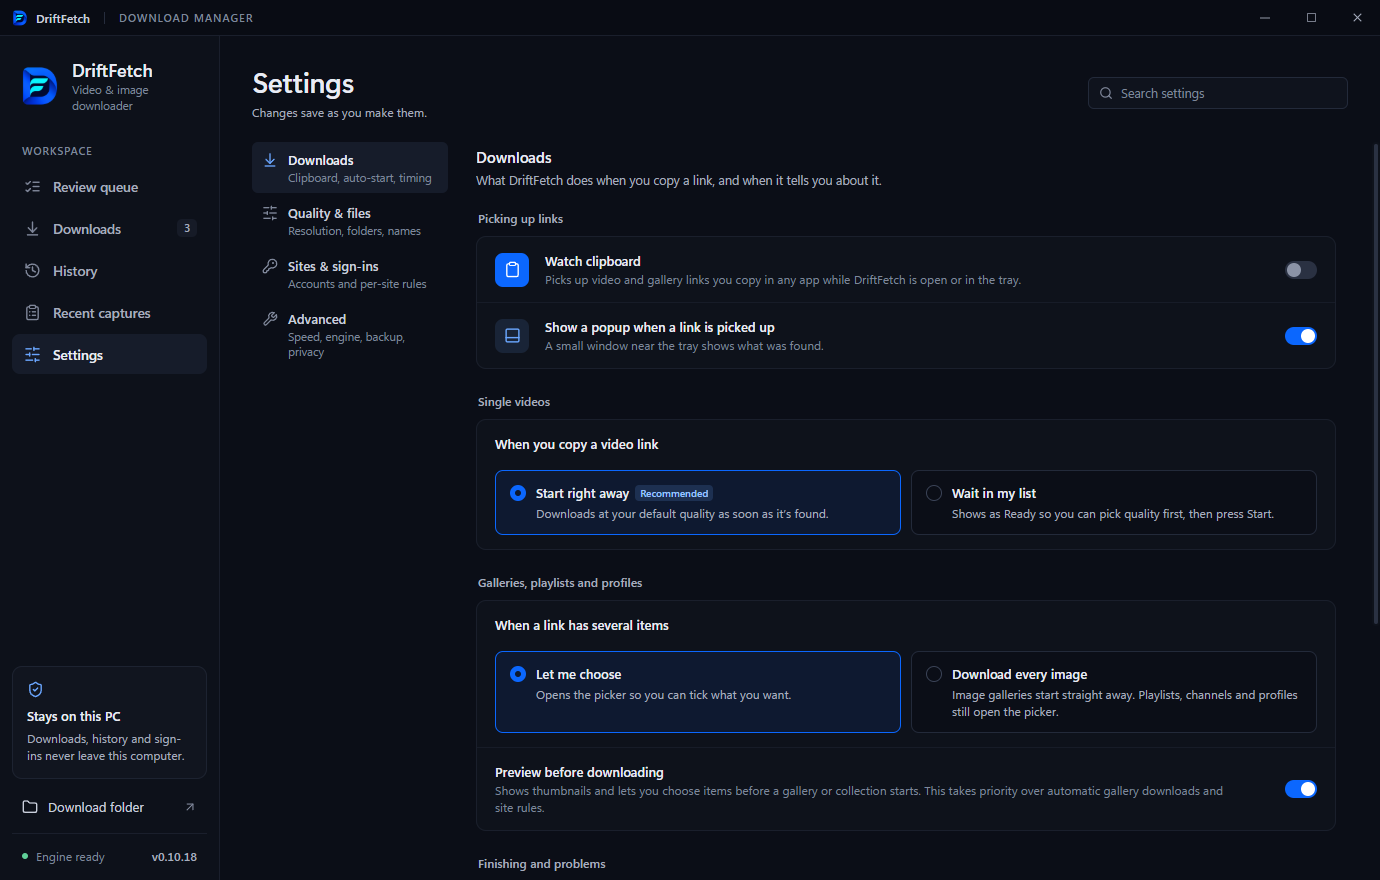 DriftFetch
DOWNLOAD MANAGER
DriftFetch
Video & image
downloader
WORKSPACE
Review queue
Downloads
3
History
Recent captures
Settings
Stays on this PC
Downloads, history and sign-
ins never leave this computer.
Download folder
Engine ready
v0.10.18
Settings
Changes save as you make them.
Search settings
Downloads
Clipboard, auto-start, timing
Quality & files
Resolution, folders, names
Sites & sign-ins
Accounts and per-site rules
Advanced
Speed, engine, backup,
privacy
Downloads
What DriftFetch does when you copy a link, and when it tells you about it.
Picking up links
Watch clipboard
Picks up video and gallery links you copy in any app while DriftFetch is open or in the tray.
Show a popup when a link is picked up
A small window near the tray shows what was found.
Single videos
When you copy a video link
Start right away Recommended
Downloads at your default quality as soon as it's found.
Wait in my list
Shows as Ready so you can pick quality first, then press Start.
Galleries, playlists and profiles
When a link has several items
Let me choose
Opens the picker so you can tick what you want.
Download every image
Image galleries start straight away. Playlists, channels and profiles
still open the picker.
Preview before downloading
Shows thumbnails and lets you choose items before a gallery or collection starts. This takes priority over automatic gallery downloads and
site rules.
Finishing and problems